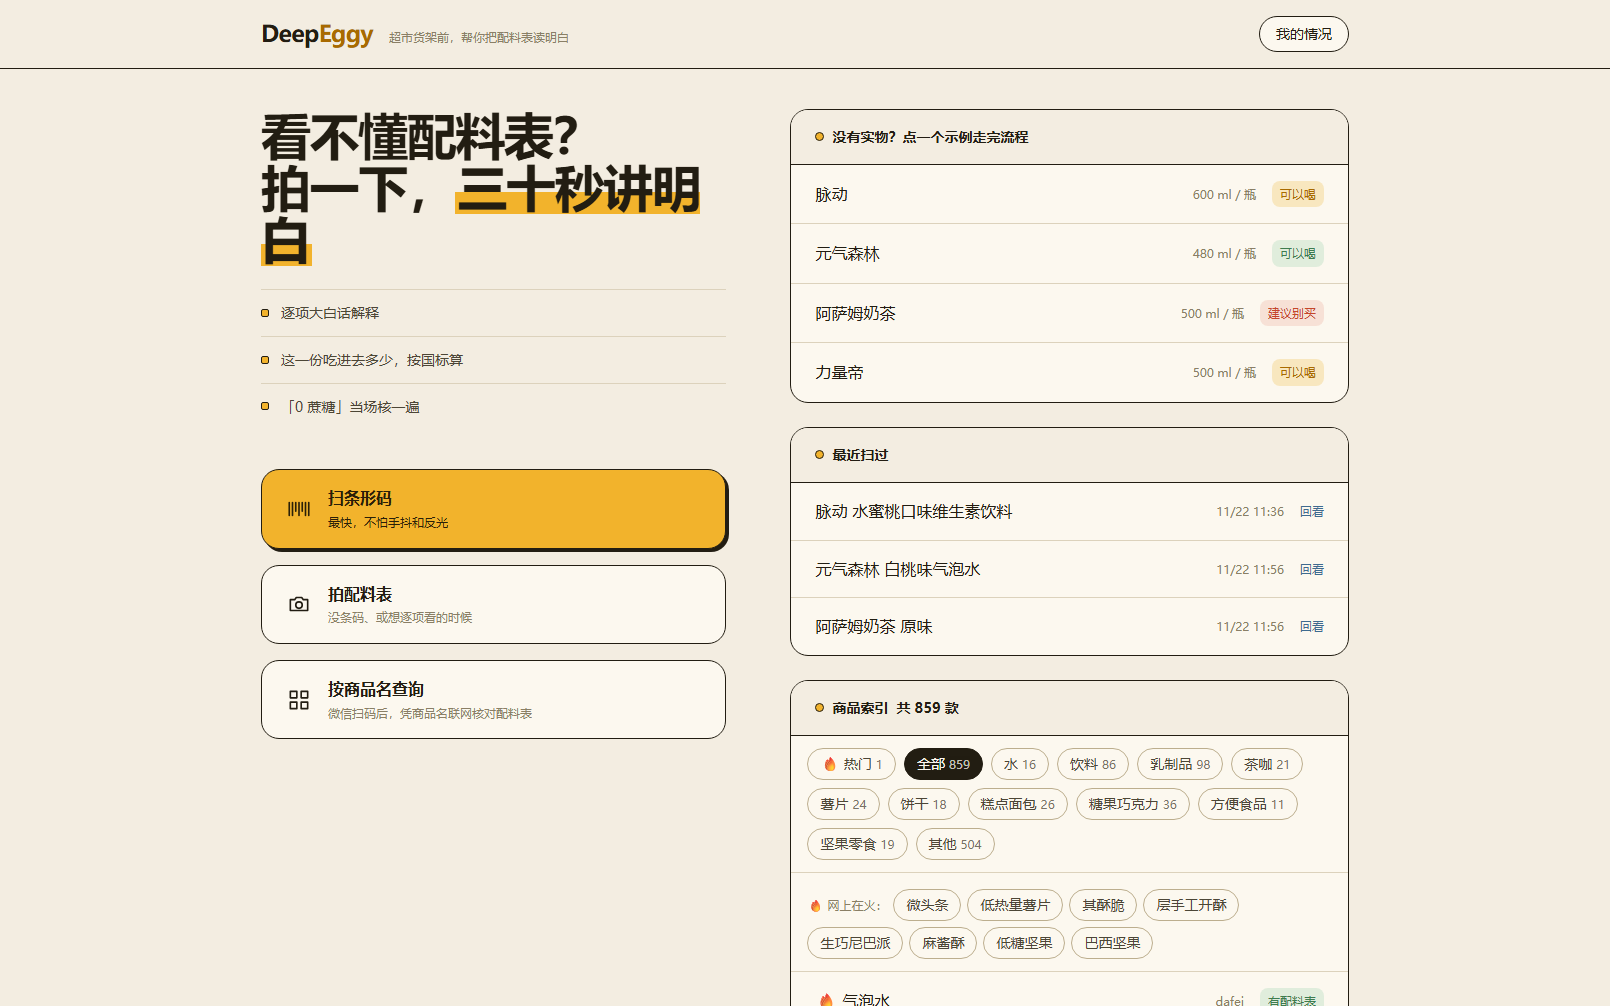 DeepEggy 超市货架前，帮你把配料表读明白
我的情况
看不懂配料表？
拍一下，三十秒讲明
白
逐项大白话解释
这一份吃进去多少，按国标算
「0 蔗糖」当场核一遍
扫条形码
最快，不怕手抖和反光
拍配料表
没条码、或想逐项看的时候
按商品名查询
微信扫码后，凭商品名联网核对配料表
没有实物？点一个示例走完流程
脉动 600 ml / 瓶 可以喝
元气森林 480 ml / 瓶 可以喝
阿萨姆奶茶 500 ml / 瓶 建议别买
力量帝 500 ml / 瓶 可以喝
最近扫过
脉动 水蜜桃口味维生素饮料 11/22 11:36 回看
元气森林 白桃味气泡水 11/22 11:56 回看
阿萨姆奶茶 原味 11/22 11:56 回看
商品索引 共 859 款
🔥 热门 1 全部 859 水 16 饮料 86 乳制品 98 茶咖 21
薯片 24 饼干 18 糕点面包 26 糖果巧克力 36 方便食品 11
坚果零食 19 其他 504
🔥 网上在火： 微头条 低热量薯片 其酥脆 层手工开酥
生巧尼巴派 麻酱酥 低糖坚果 巴西坚果
🔥 气泡水 dafei 有配料表